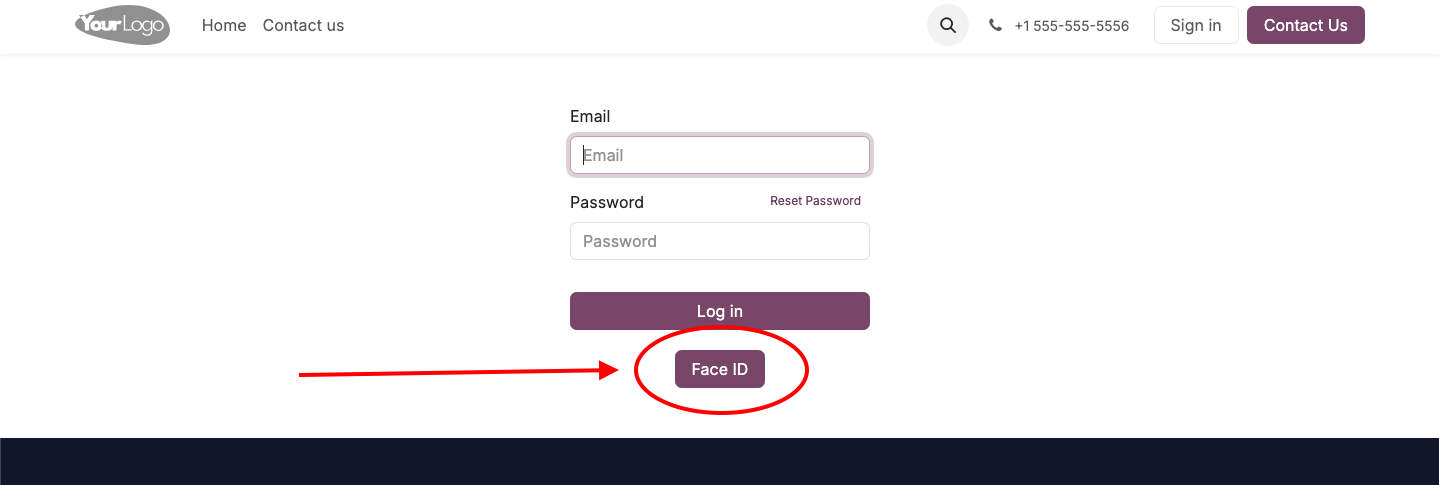 YourLogo Home Contact us +1 555-555-5556 Sign in Contact Us
Email
Email
Password Reset Password
Password
Log in
Face ID